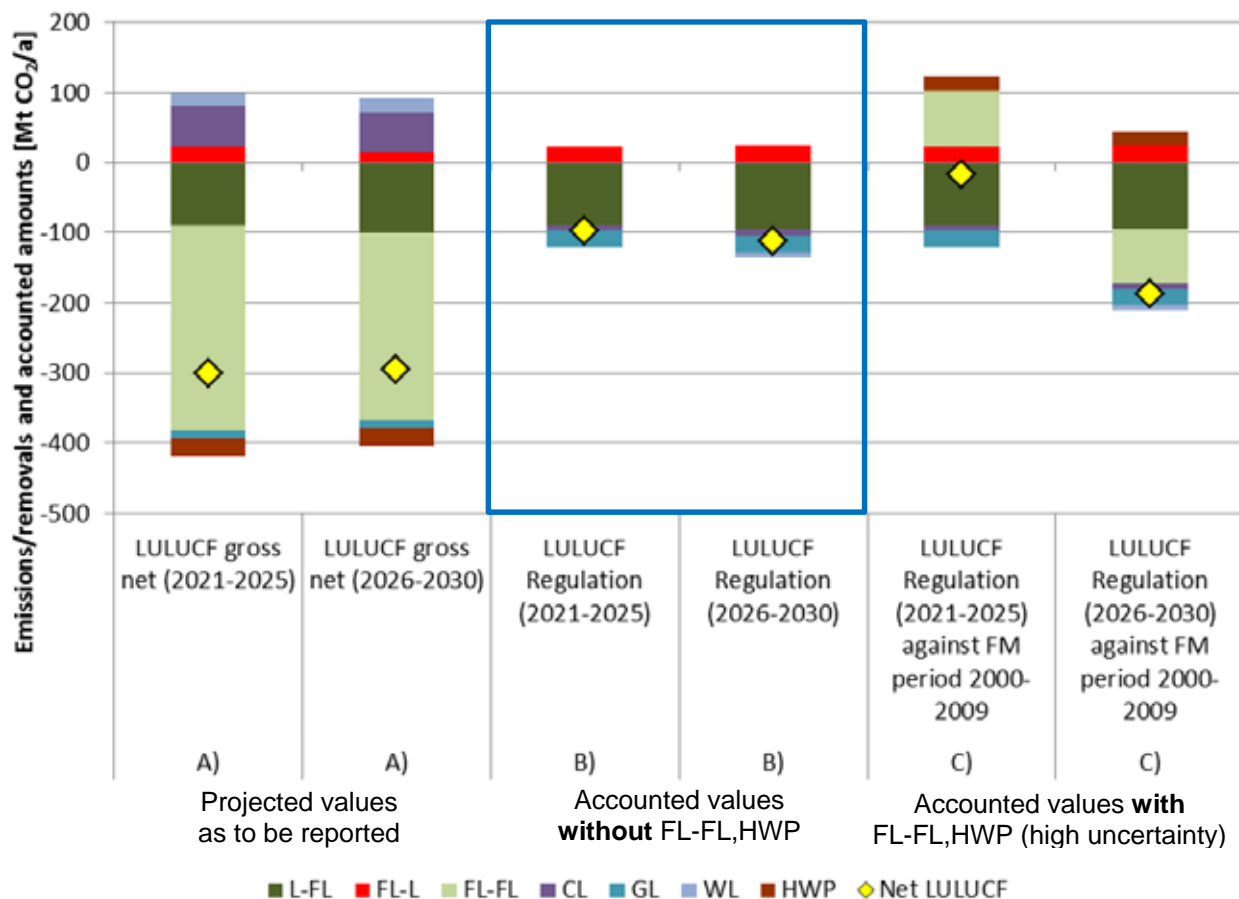 Emissions/removals and accounted amounts [Mt CO2/a]
200
100
0
-100
-200
-300
-400
-500
LULUCF gross
net (2021-2025)
LULUCF gross
net (2026-2030)
LULUCF
Regulation
(2021-2025)
LULUCF
Regulation
(2026-2030)
LULUCF
Regulation
(2021-2025)
against FM
period 2000-
2009
LULUCF
Regulation
(2026-2030)
against FM
period 2000-
2009
A)
A)
B)
B)
C)
C)
Projected values
as to be reported
Accounted values
without FL-FL,HWP
Accounted values with
FL-FL,HWP (high uncertainty)
L-FL FL-L FL-FL CL GL WL HWP Net LULUCF